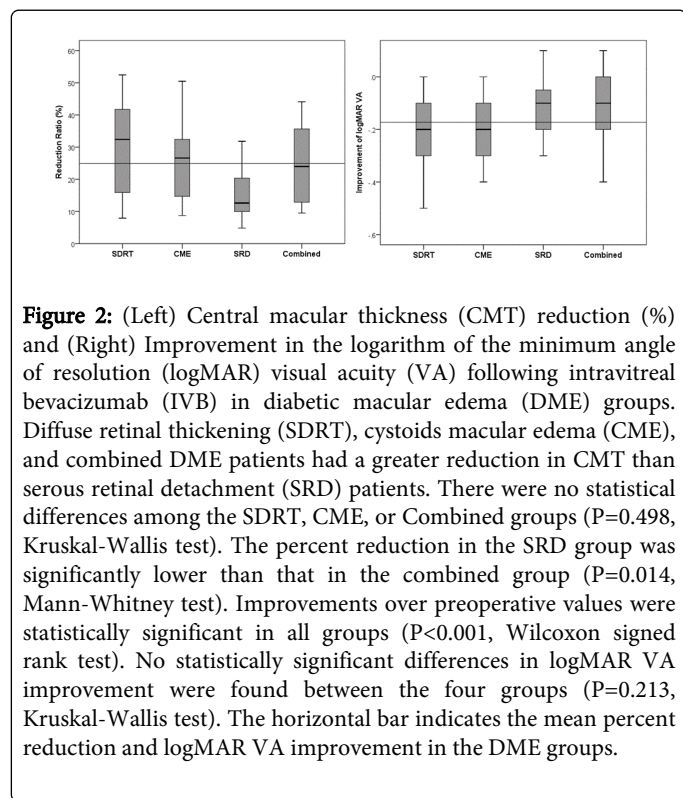 60
50
40
30
20
10
0
Reduction Ratio (%)
SDRT CME SRD Combined
.0
-.2
-.4
-.6
Improvement of logMAR VA
SDRT CME SRD Combined
Figure 2: (Left) Central macular thickness (CMT) reduction (%)
and (Right) Improvement in the logarithm of the minimum angle
of resolution (logMAR) visual acuity (VA) following intravitreal
bevacizumab (IVB) in diabetic macular edema (DME) groups.
Diffuse retinal thickening (SDRT), cystoids macular edema (CME),
and combined DME patients had a greater reduction in CMT than
serous retinal detachment (SRD) patients. There were no statistical
differences among the SDRT, CME, or Combined groups (P=0.498,
Kruskal-Wallis test). The percent reduction in the SRD group was
significantly lower than that in the combined group (P=0.014,
Mann-Whitney test). Improvements over preoperative values were
statistically significant in all groups (P<0.001, Wilcoxon signed
rank test). No statistically significant differences in logMAR VA
improvement were found between the four groups (P=0.213,
Kruskal-Wallis test). The horizontal bar indicates the mean percent
reduction and logMAR VA improvement in the DME groups.